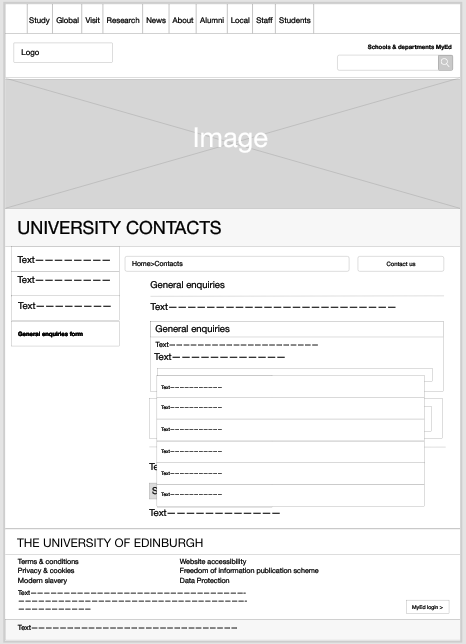 Study Global Visit Research News About Alumni Local Staff Students
Logo
Schools & departments MyEd
Image
UNIVERSITY CONTACTS
Text————————
Text————————
Text————————
General enquiries form
Home>Contacts
Contact us
General enquiries
Text—————————————————————————
General enquiries
Text———————————————————
Text————————————
Text———————————
Text———————————
Text———————————
Text———————————
Text———————————
Text———————————
Te
S
Text————————————
THE UNIVERSITY OF EDINBURGH
Terms & conditions
Privacy & cookies
Modern slavery
Website accessibility
Freedom of information publication scheme
Data Protection
Text——————————————————————————
MyEd login >
Text—————————————————————————